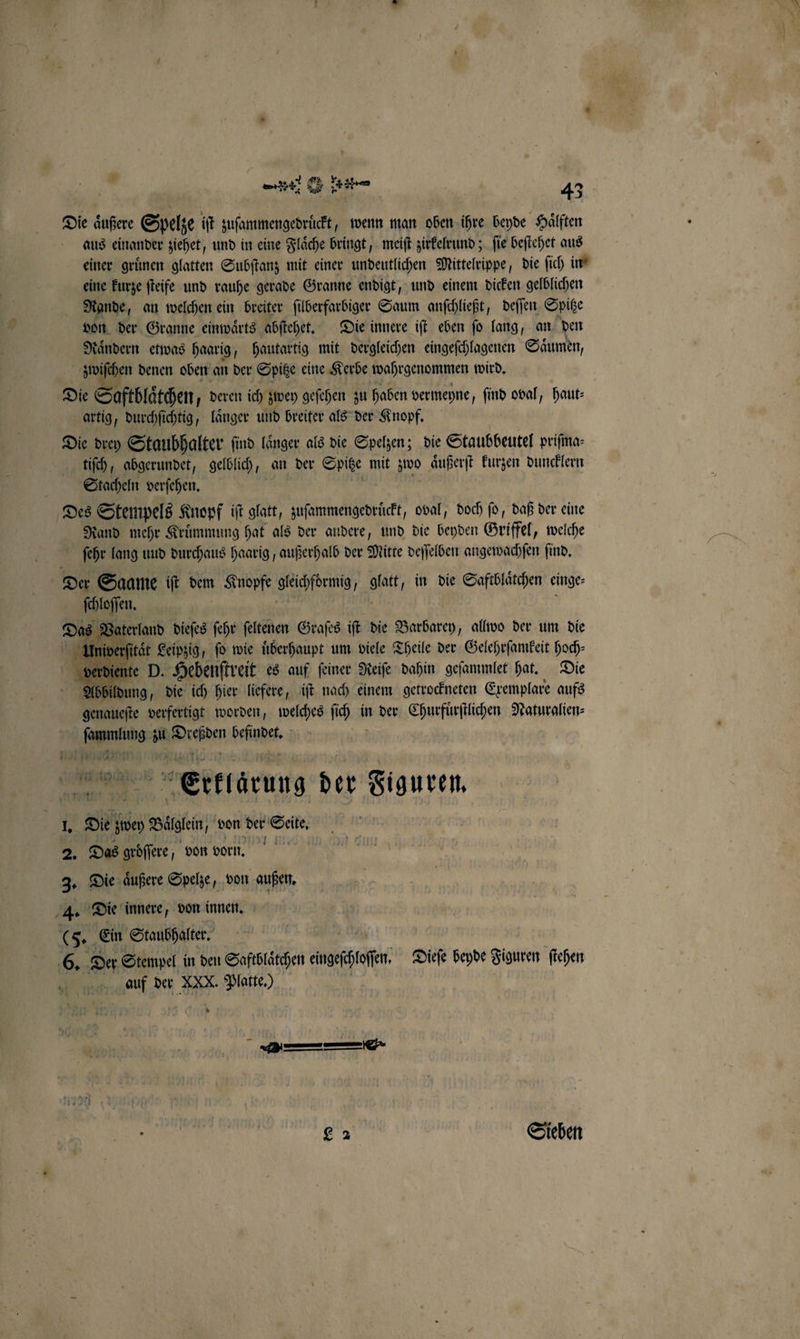 43
Die äußere Spelze ist zusammengedrückt, wenn man oben ihre beyde Hälften
aus einander ziehet, und in eine Fläche bringt, meist zirkelrund; sie bestehet aus
einer grünen glatten Substanz mit einer undeutlichen Mittelrippe, die sich in
eine kurze steife und rauhe gerade Granne endigt, und einem dicken gelblichen
Rande, an welchen ein breiter silberfarbiger Saum anschließt, dessen Spitze
von der Granne einwärts abstehet. Die innere ist eben so lang, an den
Rändern etwas haarig, hautartig mit dergleichen eingeschlagenen Säumen,
zwischen denen oben an der Spitze eine Kerbe wahrgenommen wird.
Die Saftblätchen, deren ich zwey gesehen zu haben vermeyne, sind oval, haut-
artig, durchsichtig, länger und breiter als der Knopf.
Die drey Staubhalter sind länger als die Spelzen; die Staubbeutel prisma-
tisch, abgerundet, gelblich, an der Spitze mit zwo äußerst kurzen dunklern
Stacheln versehen.
Des Stempels Knopf ist glatt, zusammengedrückt, oval, doch so, daß der eine
Rand mehr Krümmung hat als der andere, und die beyden Griffel, welche
sehr lang und durchaus haarig, außerhalb der Mitte desselben angewachsen sind.
Der Saame ist dem Knopfe gleichförmig, glatt, in die Saftblätchen einge-
schlossen.
Das Vaterland dieses sehr seltenen Grases ist die Barbarey, allwo der um die
Universität Leipzig, so wie überhaupt um viele Theile der Gelehrsamkeit hoch-
verdiente D. Hebenstreit es auf seiner Reise dahin gesammlet hat. Die
Abbildung, die ich hier liefere, ist nach einem getrockneten Exemplare aufs
genaueste verfertigt worden, welches sich in der Churfürstlichen Naturalien-
sammlung zu Dreßden befindet.
Erklärung der Figuren.
1. Die zwey Bälglein, von der Seite.
2. Das grössere, von vorn.
3. Die äußere Spelze, von außen.
4. Die innere, von innen.
(5. Ein Staubhalter.
6. Der Stempel in den Saftblätchen eingeschlossen. Diese beyde Figuren stehen
auf der XXX. Platte.)
L 2
Sieben